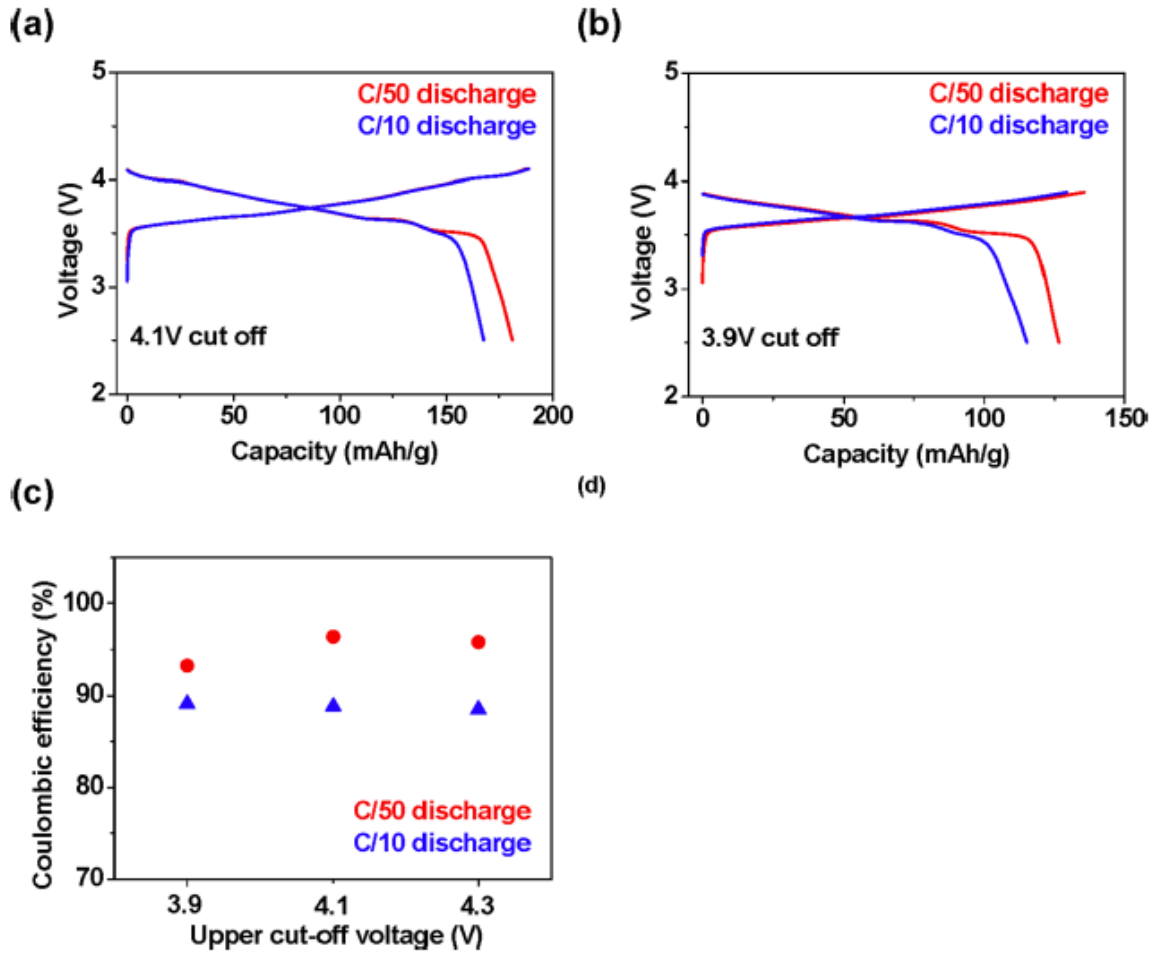 (a)
5
C/50 discharge
C/10 discharge
4
Voltage (V)
3
4.1V cut off
2
0 50 100 150 200
Capacity (mAh/g)
(b)
5
C/50 discharge
C/10 discharge
4
Voltage (V)
3
3.9V cut off
2
0 50 100 150
Capacity (mAh/g)
(c)
100
Coulombic efficiency (%)
90
80
C/50 discharge
C/10 discharge
70
3.9 4.1 4.3
Upper cut-off voltage (V)
(d)